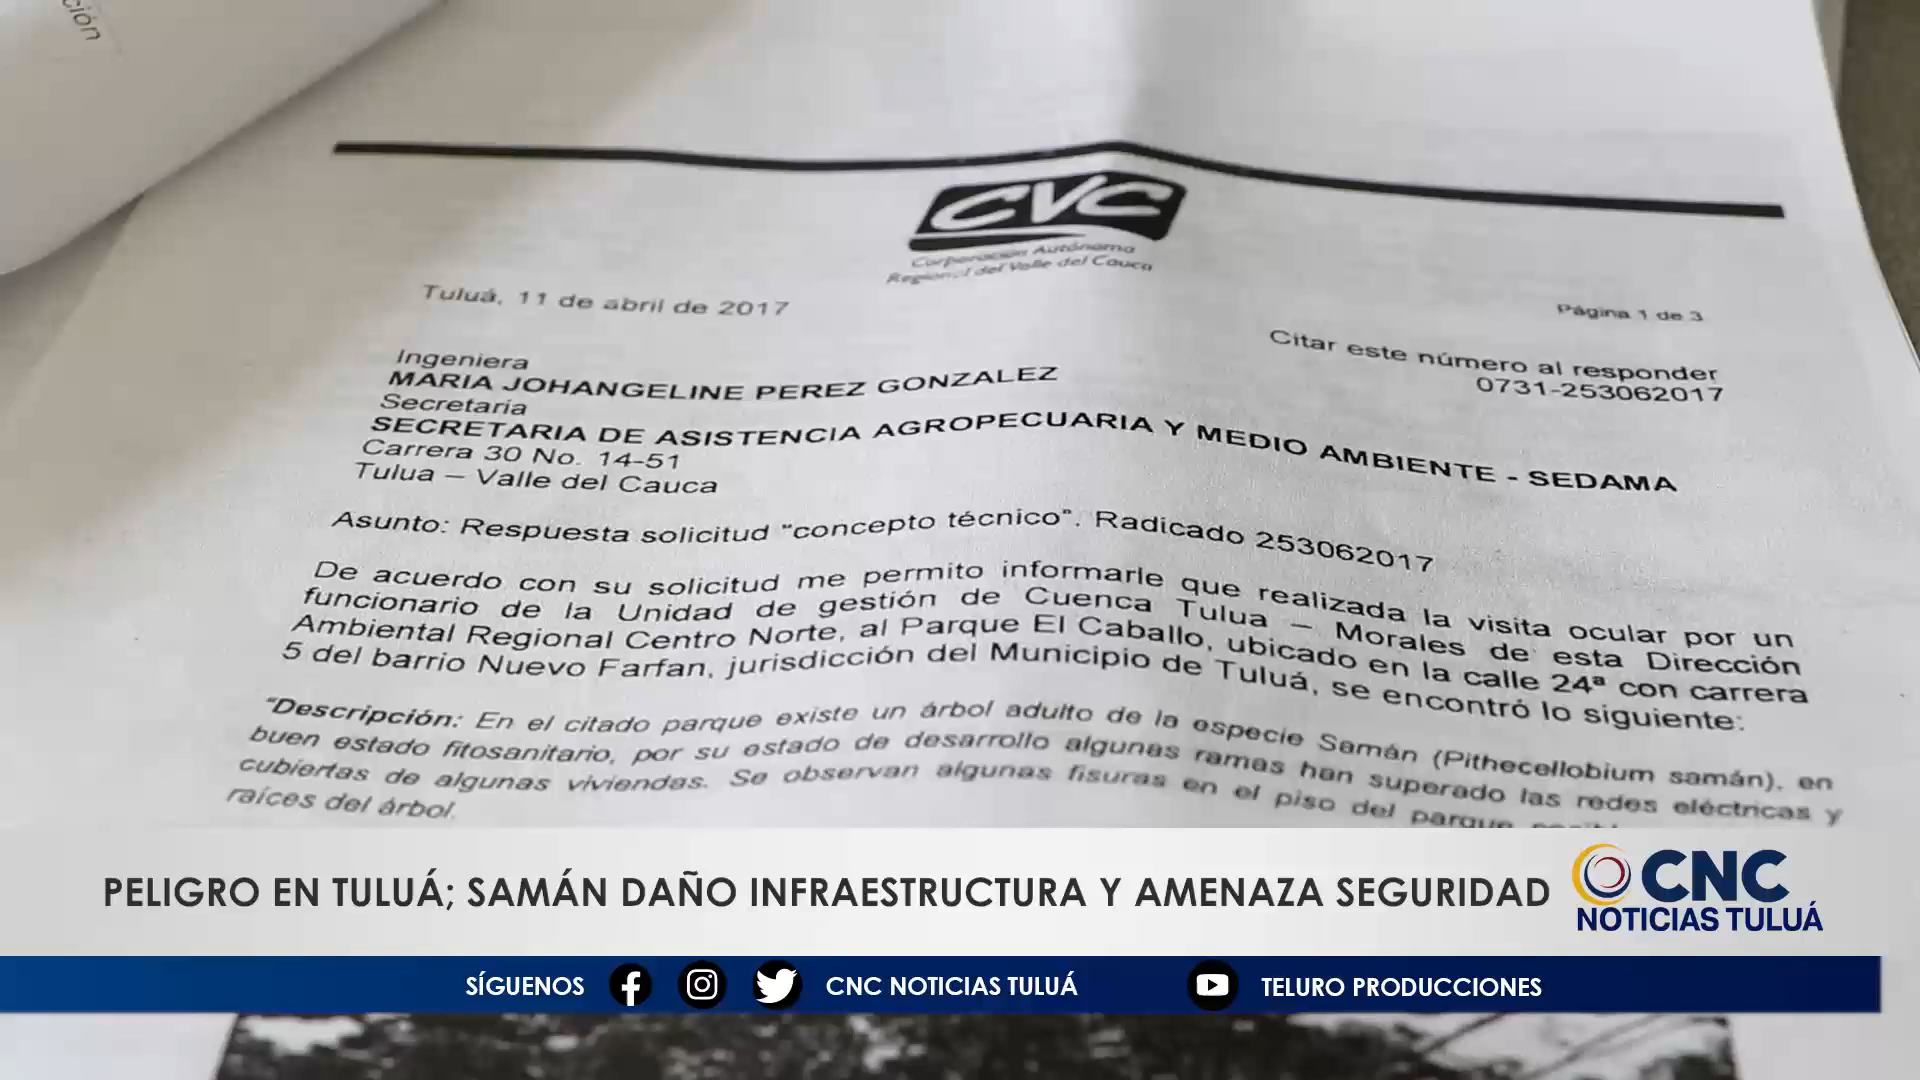 ción
CVC
Corporación Autónoma
Regional del Valle del Cauca
Tuluá, 11 de abril de 2017
Página 1 de 3
Citar este número al responder
0731-253062017
Ingeniera
MARIA JOHANGELINE PEREZ GONZALEZ
Secretaria
SECRETARIA DE ASISTENCIA AGROPECUARIA Y MEDIO AMBIENTE - SEDAMA
Carrera 30 No. 14-51
Tulua – Valle del Cauca
Asunto: Respuesta solicitud "concepto técnico". Radicado 253062017
De acuerdo con su solicitud me permito informarle que realizada la visita ocular por un
funcionario de la Unidad de gestión de Cuenca Tulua – Morales de esta Dirección
Ambiental Regional Centro Norte, al Parque El Caballo, ubicado en la calle 24ª con carrera
5 del barrio Nuevo Farfan, jurisdicción del Municipio de Tuluá, se encontró lo siguiente:
"Descripción: En el citado parque existe un árbol adulto de la especie Samán (Pithecellobium samán), en
buen estado fitosanitario, por su estado de desarrollo algunas ramas han superado las redes eléctricas y
cubiertas de algunas viviendas. Se observan algunas fisuras en el piso del parque
raíces del árbol.
PELIGRO EN TULUÁ; SAMÁN DAÑO INFRAESTRUCTURA Y AMENAZA SEGURIDAD
CNC
NOTICIAS TULUÁ
SÍGUENOS CNC NOTICIAS TULUÁ TELURO PRODUCCIONES